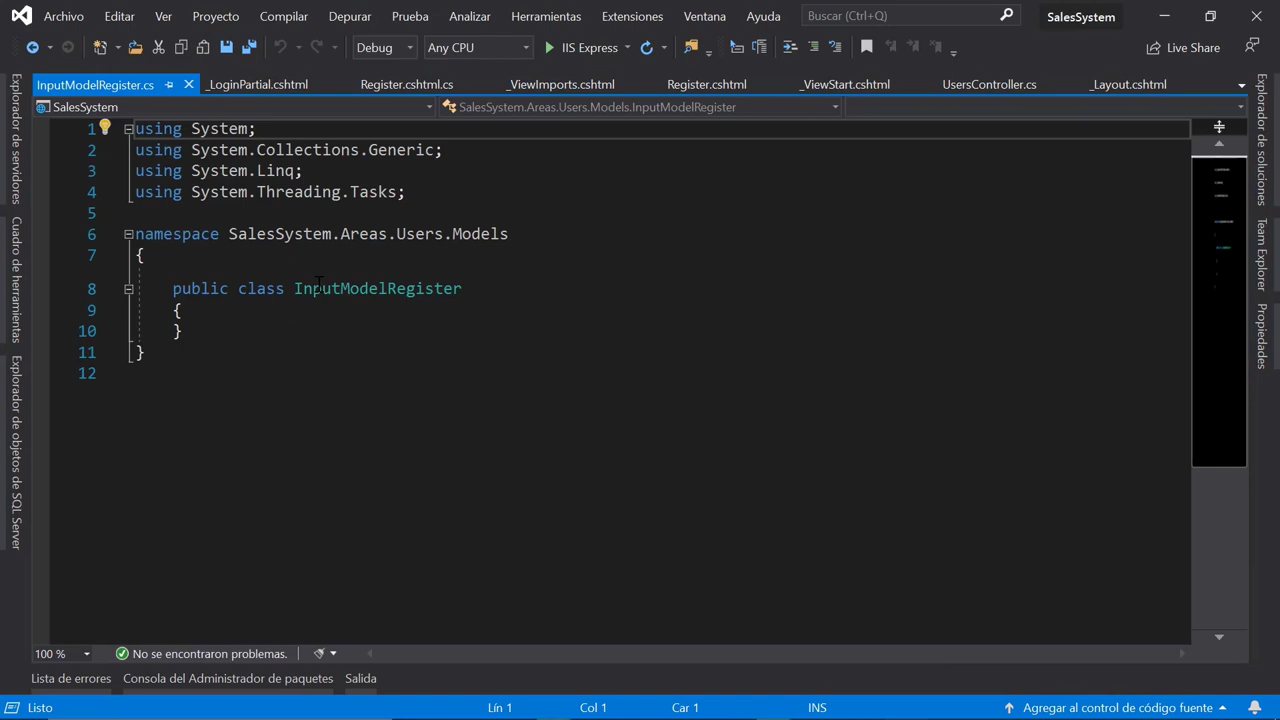 Archivo Editar Ver Proyecto Compilar Depurar Prueba Analizar Herramientas Extensiones Ventana Ayuda Buscar (Ctrl+Q) SalesSystem
Debug Any CPU IIS Express Live Share
InputModelRegister.cs _LoginPartial.cshtml Register.cshtml.cs _ViewImports.cshtml Register.cshtml _ViewStart.cshtml UsersController.cs _Layout.cshtml
SalesSystem SalesSystem.Areas.Users.Models.InputModelRegister
1 using System;
2 using System.Collections.Generic;
3 using System.Linq;
4 using System.Threading.Tasks;
5
6 namespace SalesSystem.Areas.Users.Models
7 {
8 public class InputModelRegister
9 {
10 }
11 }
12
Explorador de servidores
Cuadro de herramientas
Explorador de objetos de SQL Server
Explorador de soluciones
Team Explorer
Propiedades
100 % No se encontraron problemas.
Lista de errores Consola del Administrador de paquetes Salida
Listo Lín 1 Col 1 Car 1 INS Agregar al control de código fuente